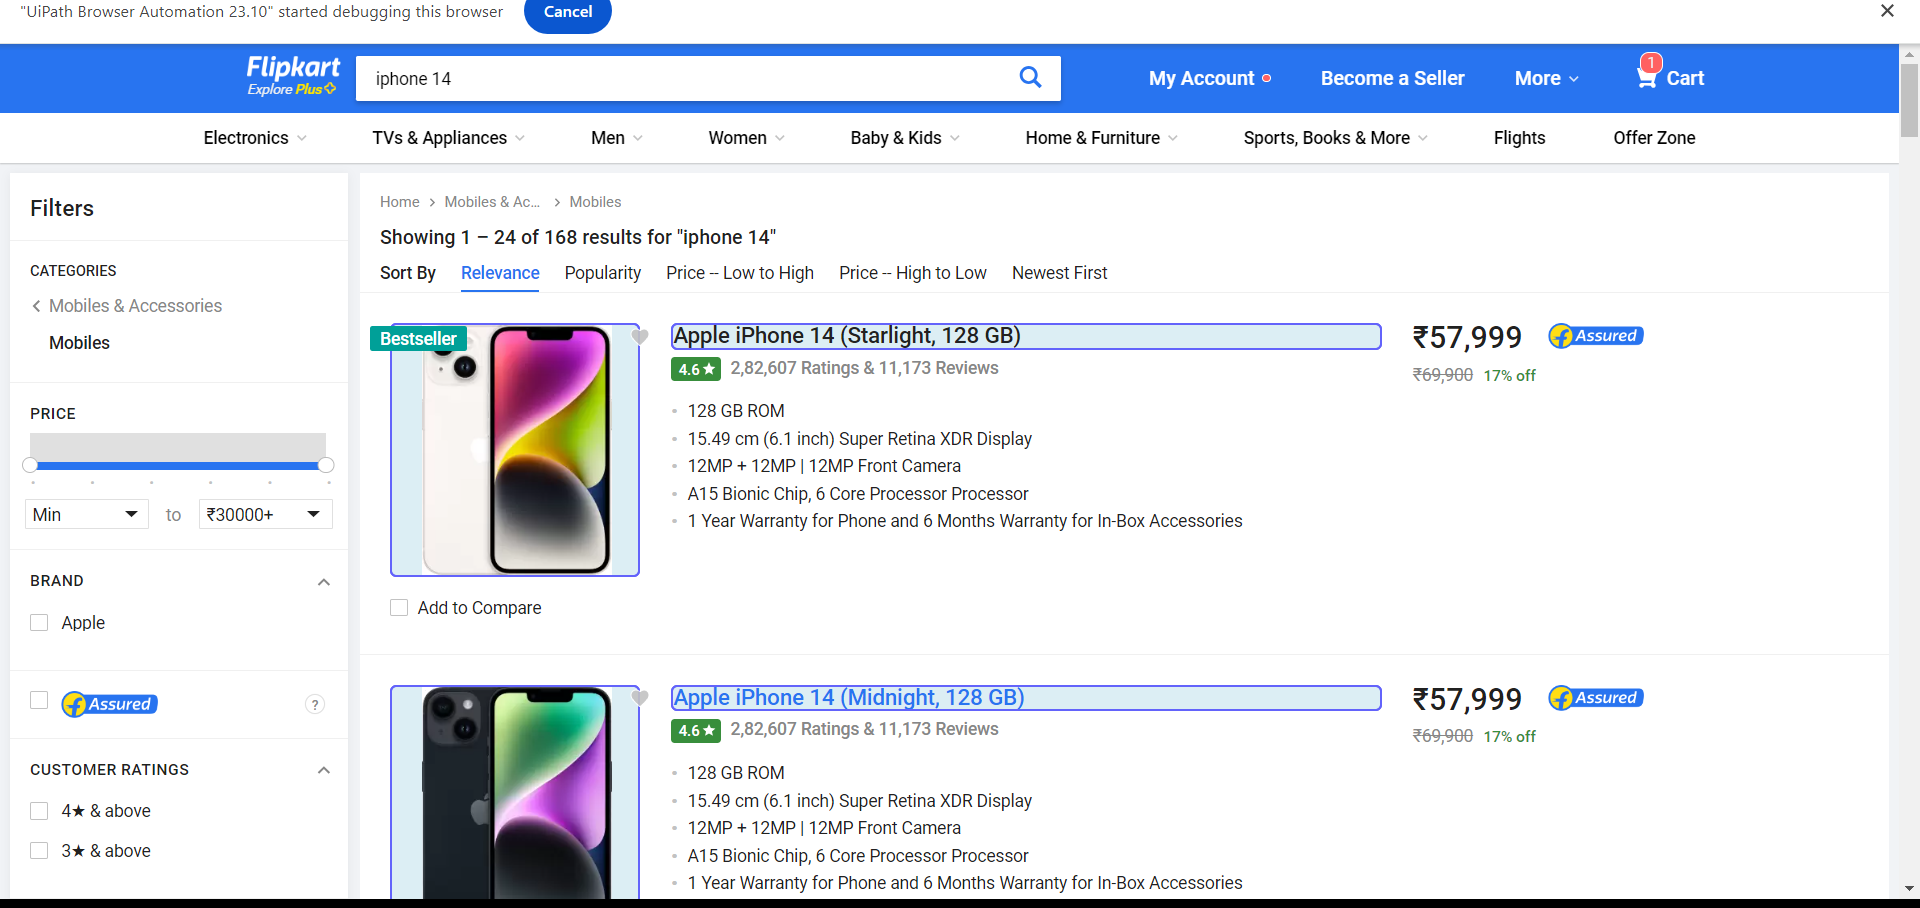 "UiPath Browser Automation 23.10" started debugging this browser
Cancel
Flipkart
Explore Plus
iphone 14
My Account
Become a Seller
More
1
Cart
Electronics
TVs & Appliances
Men
Women
Baby & Kids
Home & Furniture
Sports, Books & More
Flights
Offer Zone
Filters
CATEGORIES
Mobiles & Accessories
Mobiles
PRICE
Min
to
₹30000+
BRAND
Apple
Assured
?
CUSTOMER RATINGS
4★ & above
3★ & above
Home
Mobiles & Ac...
Mobiles
Showing 1 – 24 of 168 results for "iphone 14"
Sort By
Relevance
Popularity
Price -- Low to High
Price -- High to Low
Newest First
Bestseller
Apple iPhone 14 (Starlight, 128 GB)
4.6★
2,82,607 Ratings & 11,173 Reviews
128 GB ROM
15.49 cm (6.1 inch) Super Retina XDR Display
12MP + 12MP | 12MP Front Camera
A15 Bionic Chip, 6 Core Processor Processor
1 Year Warranty for Phone and 6 Months Warranty for In-Box Accessories
₹57,999
Assured
₹69,900
17% off
Add to Compare
Apple iPhone 14 (Midnight, 128 GB)
4.6★
2,82,607 Ratings & 11,173 Reviews
128 GB ROM
15.49 cm (6.1 inch) Super Retina XDR Display
12MP + 12MP | 12MP Front Camera
A15 Bionic Chip, 6 Core Processor Processor
1 Year Warranty for Phone and 6 Months Warranty for In-Box Accessories
₹57,999
Assured
₹69,900
17% off